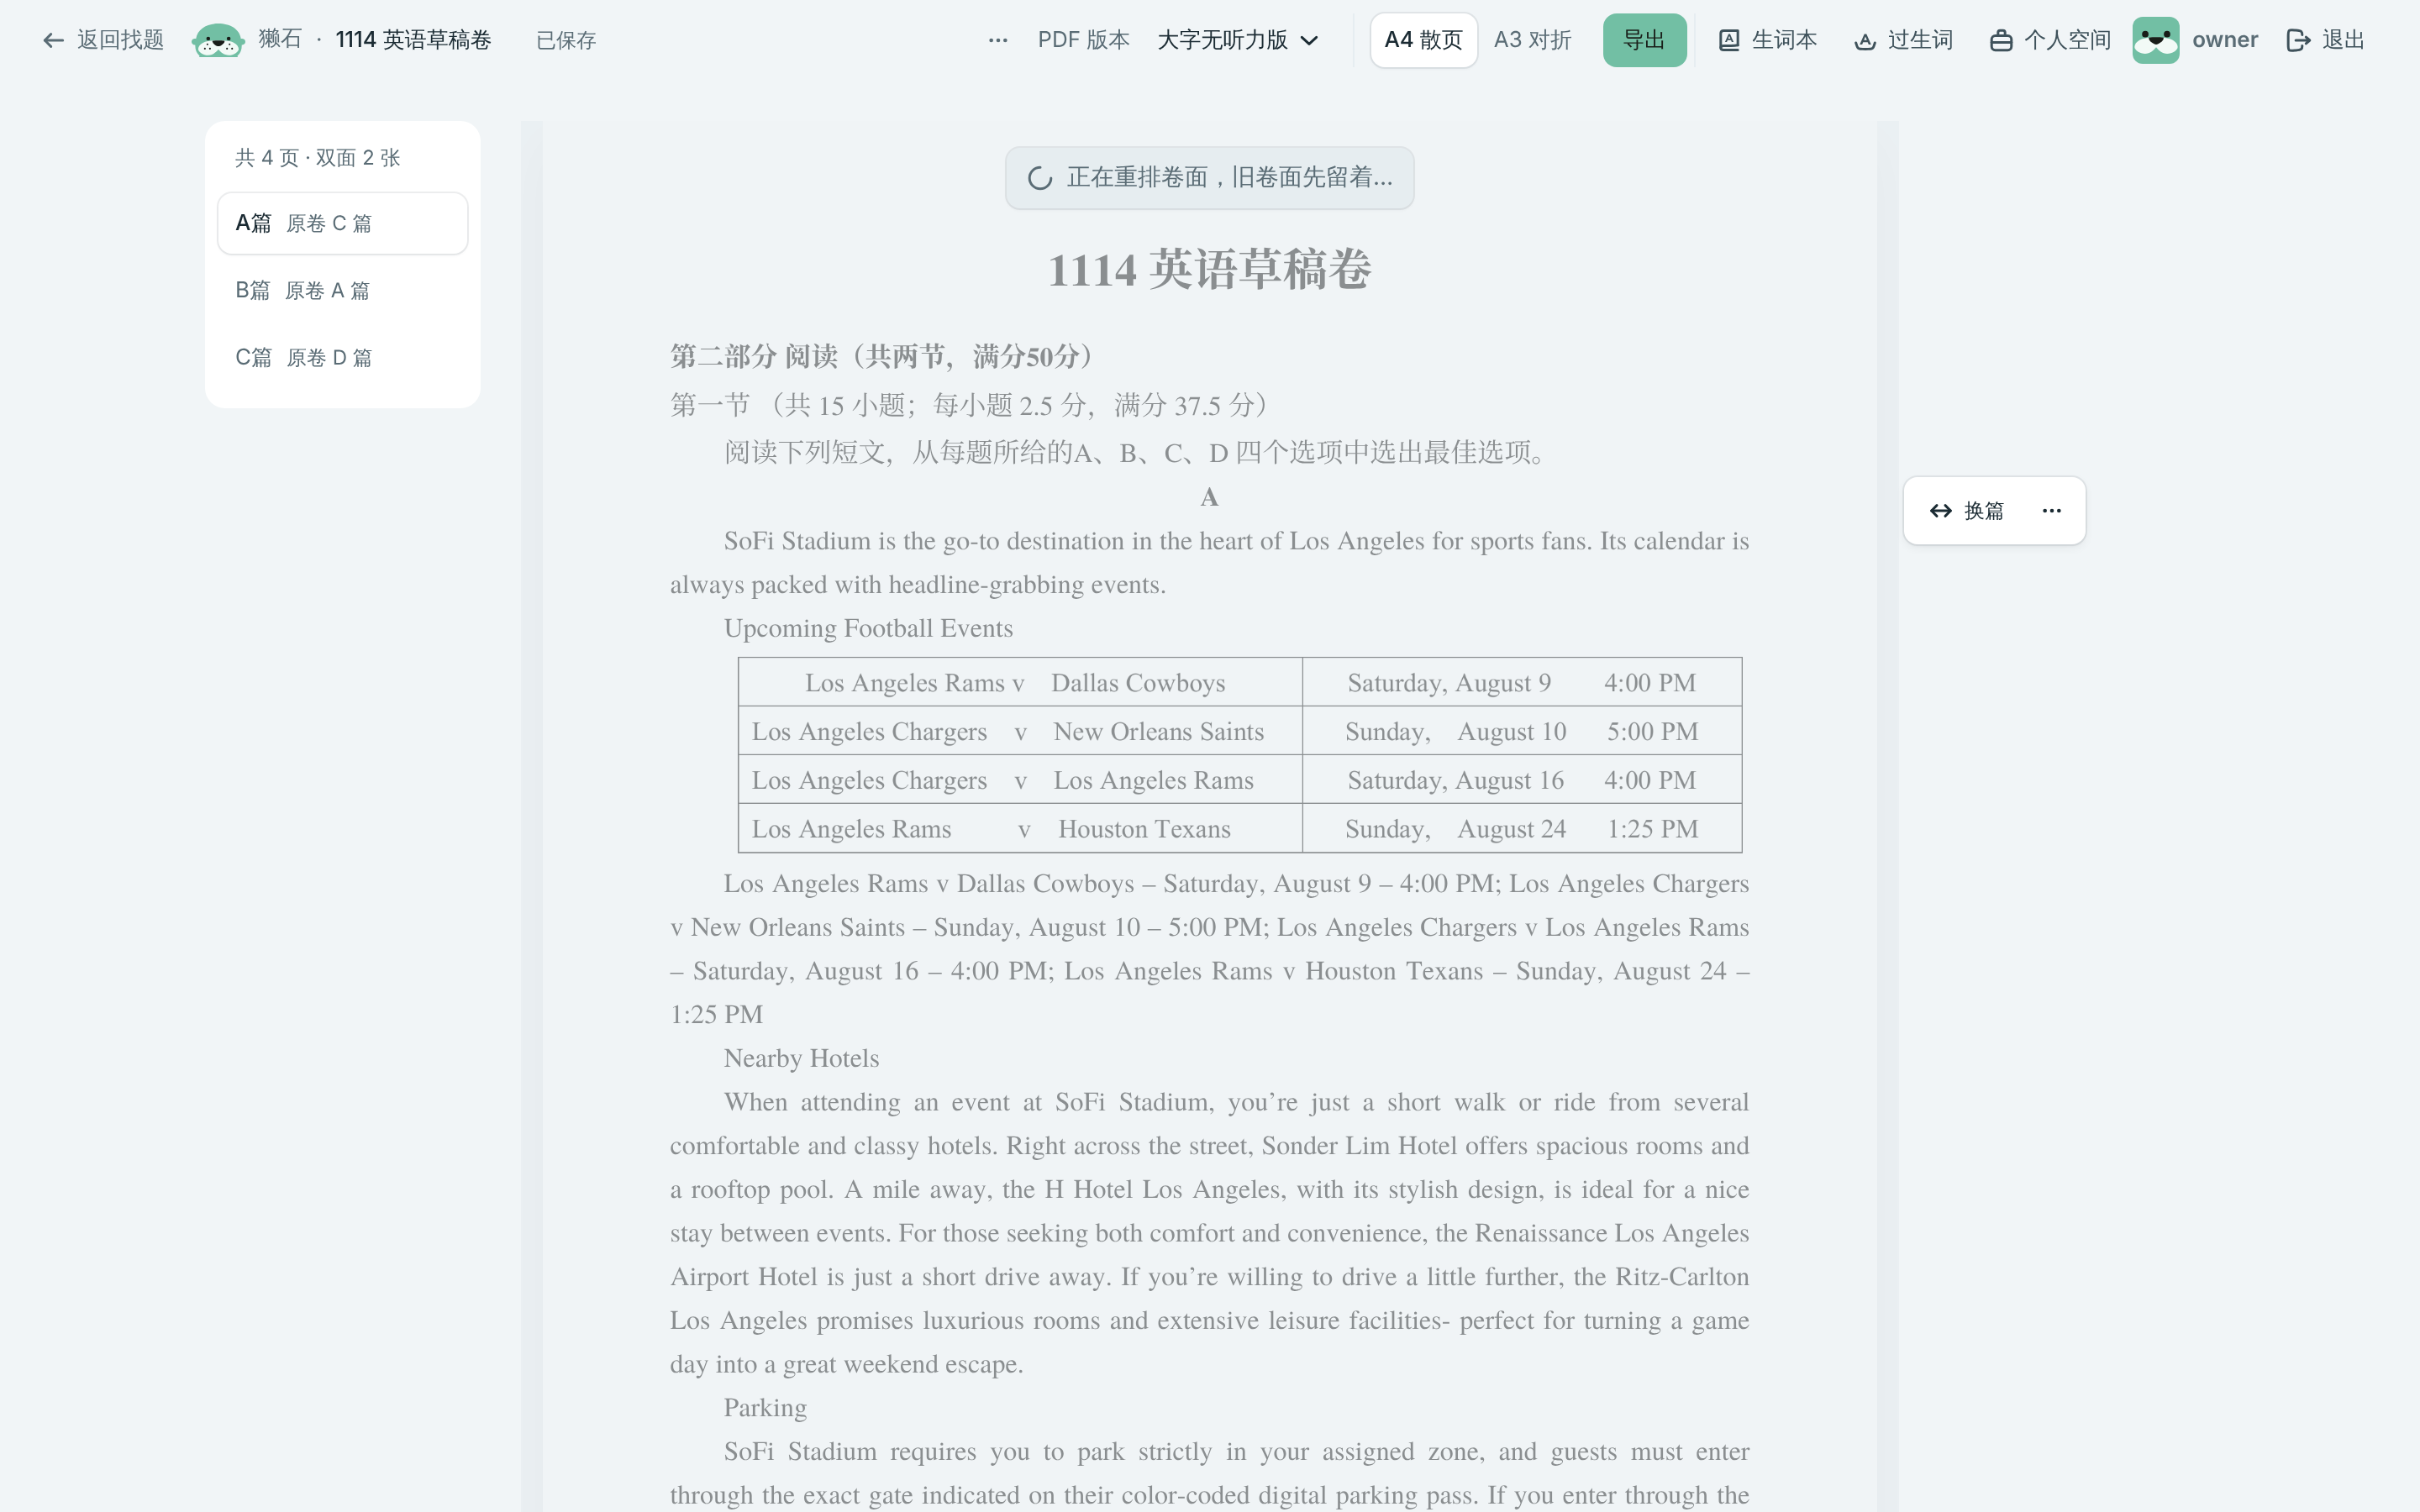 返回找题 獭石 · 1114 英语草稿卷 已保存 ··· PDF 版本 大字无听力版 A4 散页 A3 对折 导出 生词本 过生词 个人空间 owner 退出
共 4 页 · 双面 2 张
A篇 原卷 C 篇
B篇 原卷 A 篇
C篇 原卷 D 篇
正在重排卷面，旧卷面先留着...
1114 英语草稿卷
第二部分 阅读（共两节，满分50分）
第一节 （共 15 小题；每小题 2.5 分，满分 37.5 分）
阅读下列短文，从每题所给的A、B、C、D 四个选项中选出最佳选项。
A
换篇 ···
SoFi Stadium is the go-to destination in the heart of Los Angeles for sports fans. Its calendar is
always packed with headline-grabbing events.
Upcoming Football Events
Los Angeles Rams v Dallas Cowboys Saturday, August 9 4:00 PM
Los Angeles Chargers v New Orleans Saints Sunday, August 10 5:00 PM
Los Angeles Chargers v Los Angeles Rams Saturday, August 16 4:00 PM
Los Angeles Rams v Houston Texans Sunday, August 24 1:25 PM
Los Angeles Rams v Dallas Cowboys – Saturday, August 9 – 4:00 PM; Los Angeles Chargers
v New Orleans Saints – Sunday, August 10 – 5:00 PM; Los Angeles Chargers v Los Angeles Rams
– Saturday, August 16 – 4:00 PM; Los Angeles Rams v Houston Texans – Sunday, August 24 –
1:25 PM
Nearby Hotels
When attending an event at SoFi Stadium, you’re just a short walk or ride from several
comfortable and classy hotels. Right across the street, Sonder Lim Hotel offers spacious rooms and
a rooftop pool. A mile away, the H Hotel Los Angeles, with its stylish design, is ideal for a nice
stay between events. For those seeking both comfort and convenience, the Renaissance Los Angeles
Airport Hotel is just a short drive away. If you’re willing to drive a little further, the Ritz-Carlton
Los Angeles promises luxurious rooms and extensive leisure facilities- perfect for turning a game
day into a great weekend escape.
Parking
SoFi Stadium requires you to park strictly in your assigned zone, and guests must enter
through the exact gate indicated on their color-coded digital parking pass. If you enter through the